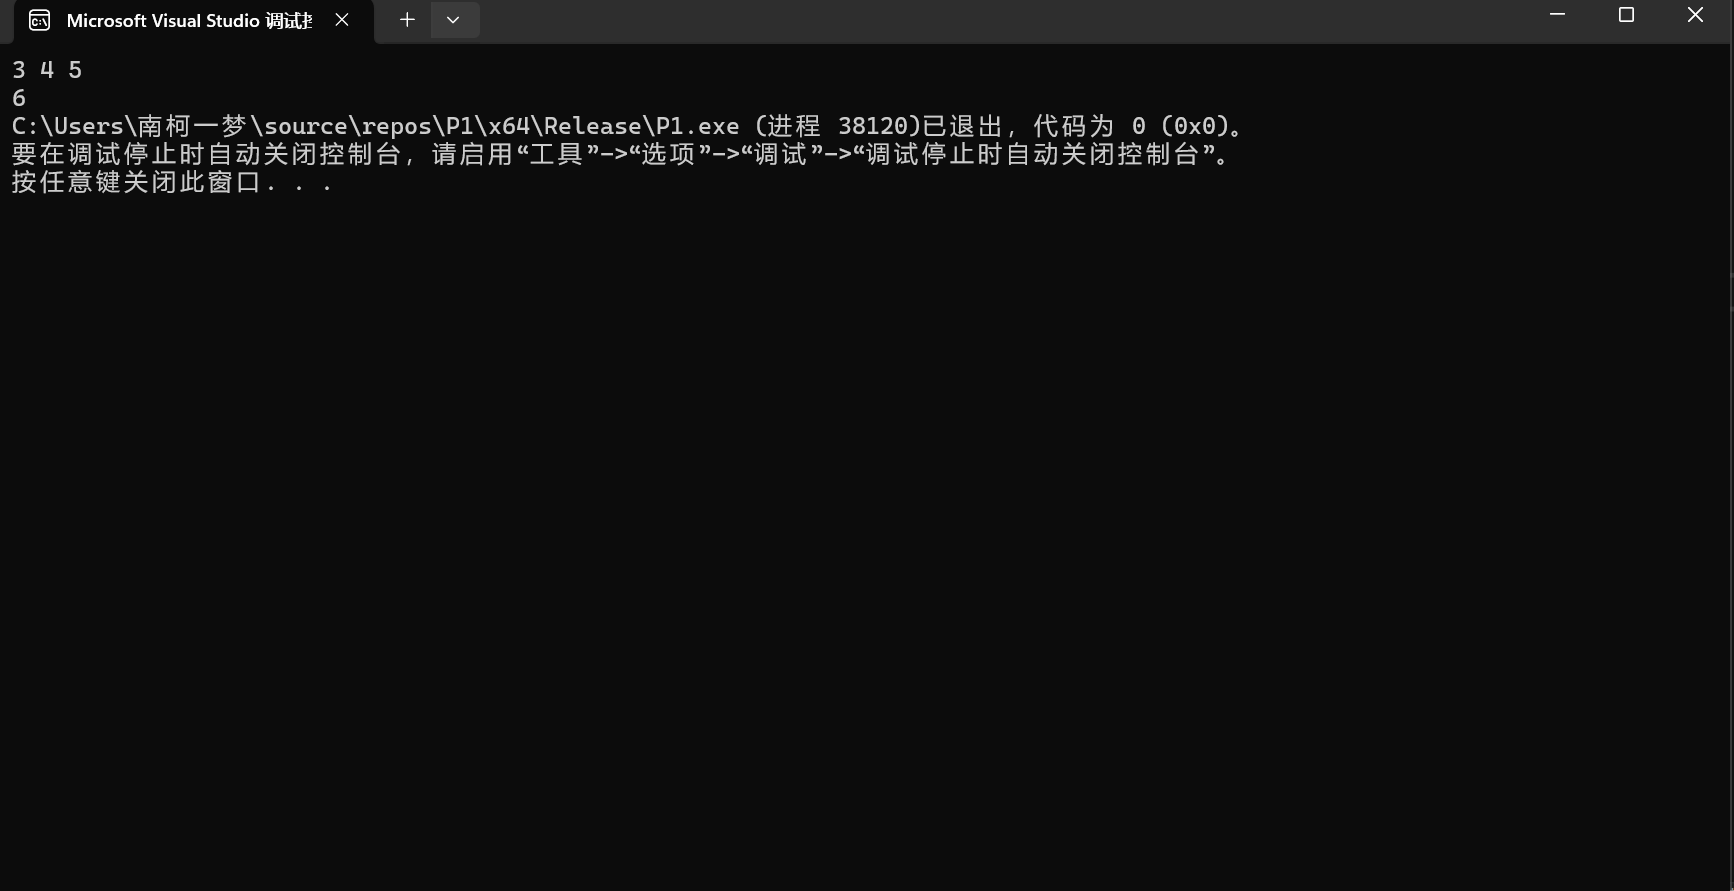 Microsoft Visual Studio 调试
3 4 5
6
C:\Users\南柯一梦\source\repos\P1\x64\Release\P1.exe (进程 38120)已退出，代码为 0 (0x0)。
要在调试停止时自动关闭控制台，请启用“工具”->“选项”->“调试”->“调试停止时自动关闭控制台”。
按任意键关闭此窗口. . .